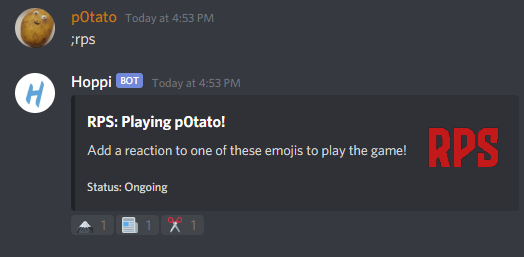 p0tato Today at 4:53 PM
;rps
Hoppi BOT Today at 4:53 PM
RPS: Playing p0tato!
Add a reaction to one of these emojis to play the game!
RPS
Status: Ongoing
1 1 1